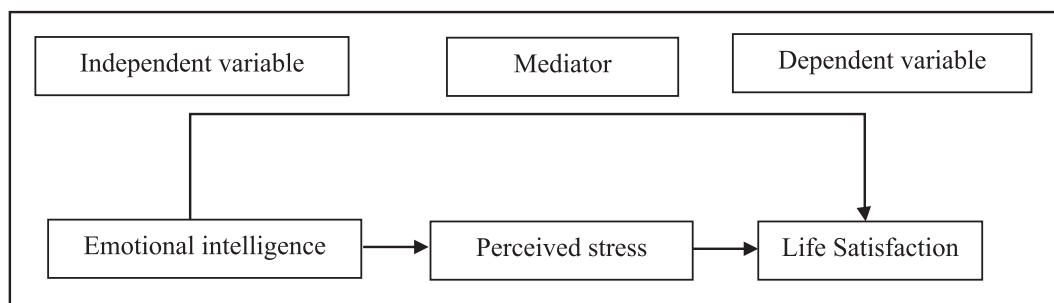 Independent variable
Mediator
Dependent variable
Emotional intelligence
Perceived stress
Life Satisfaction